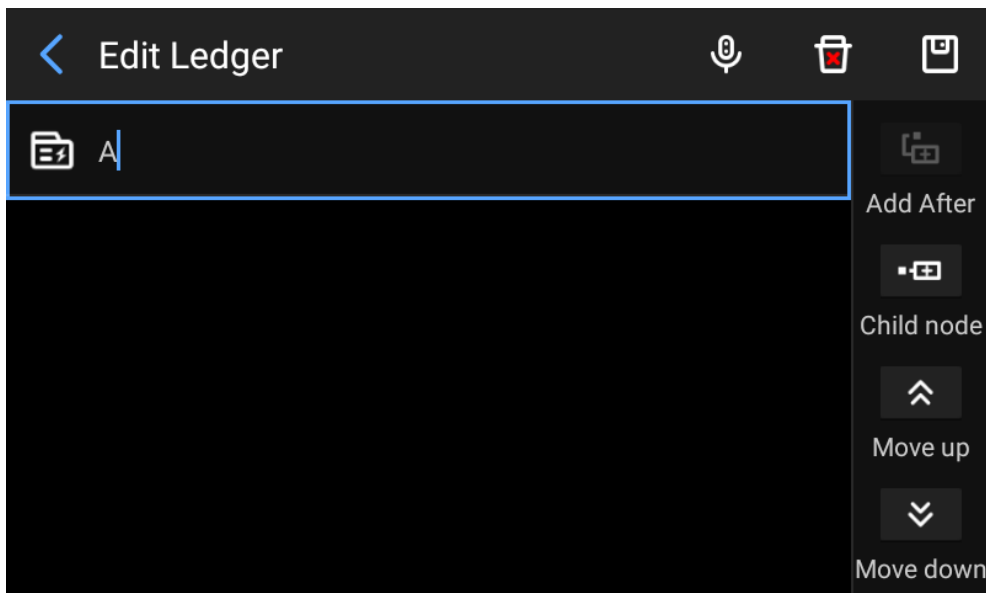 Edit Ledger
A
Add After
Child node
Move up
Move down